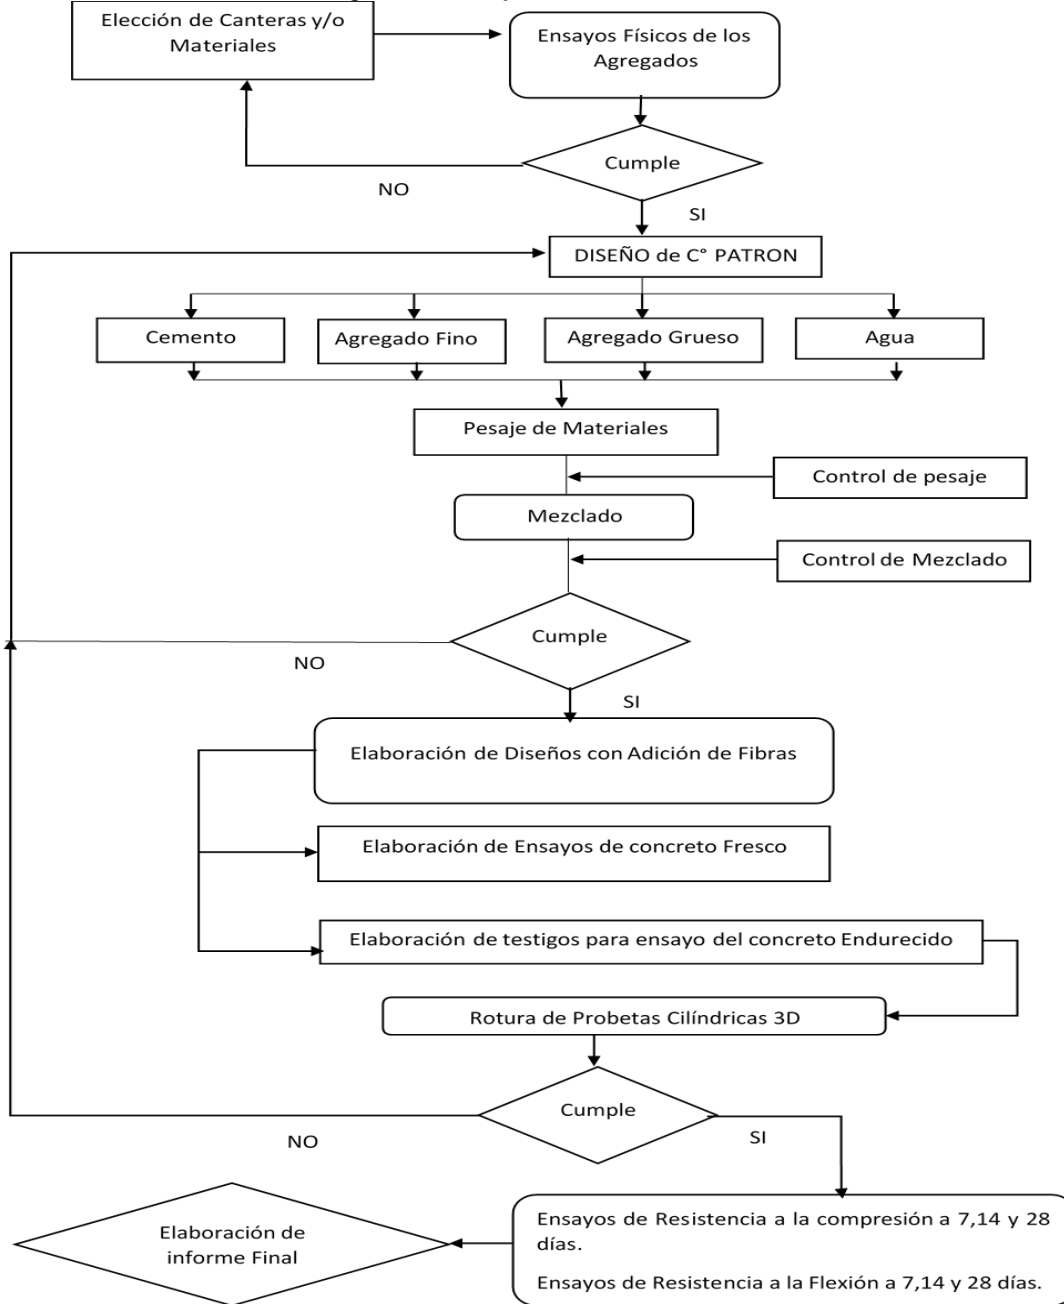 Elección de Canteras y/o
Materiales
Ensayos Físicos de los
Agregados
Cumple
NO
SI
DISEÑO de C° PATRON
Cemento
Agregado Fino
Agregado Grueso
Agua
Pesaje de Materiales
Control de pesaje
Mezclado
Control de Mezclado
Cumple
NO
SI
Elaboración de Diseños con Adición de Fibras
Elaboración de Ensayos de concreto Fresco
Elaboración de testigos para ensayo del concreto Endurecido
Rotura de Probetas Cilíndricas 3D
Cumple
NO
SI
Elaboración de
informe Final
Ensayos de Resistencia a la compresión a 7,14 y 28
días.
Ensayos de Resistencia a la Flexión a 7,14 y 28 días.